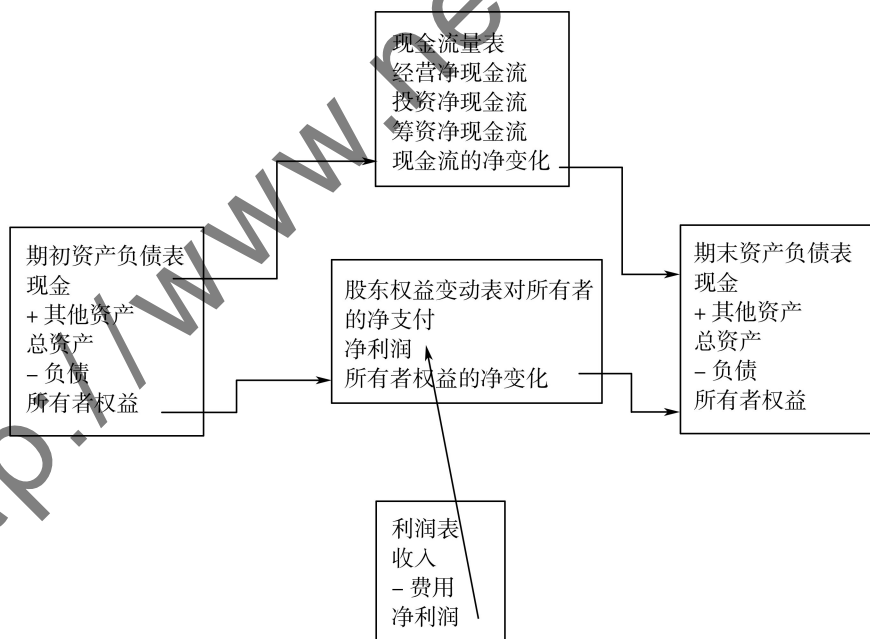 现金流量表
经营净现金流
投资净现金流
筹资净现金流
现金流的净变化
期初资产负债表
现金
+ 其他资产
总资产
– 负债
所有者权益
股东权益变动表对所有者
的净支付
净利润
所有者权益的净变化
期末资产负债表
现金
+ 其他资产
总资产
– 负债
所有者权益
利润表
收入
– 费用
净利润
p://www.ne